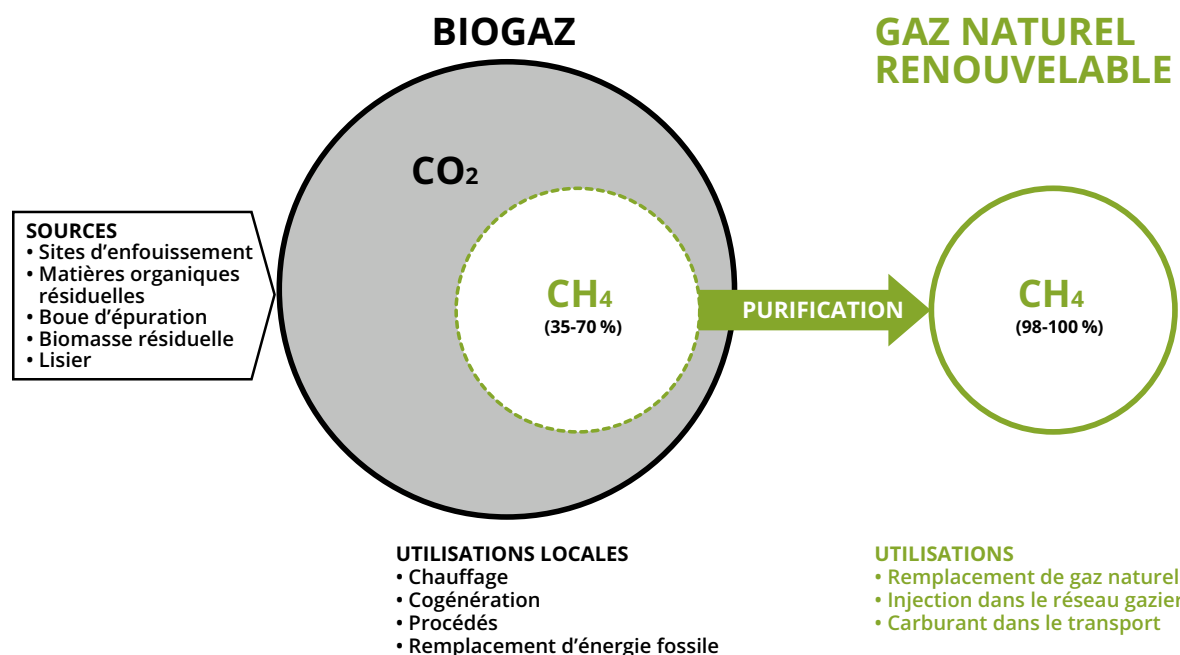 BIOGAZ
GAZ NATUREL
RENOUVELABLE
CO₂
SOURCES
• Sites d’enfouissement
• Matières organiques
résiduelles
• Boue d’épuration
• Biomasse résiduelle
• Lisier
CH₄
(35-70 %)
PURIFICATION
CH₄
(98-100 %)
UTILISATIONS LOCALES
• Chauffage
• Cogénération
• Procédés
• Remplacement d’énergie fossile
UTILISATIONS
• Remplacement de gaz naturel
• Injection dans le réseau gazier
• Carburant dans le transport